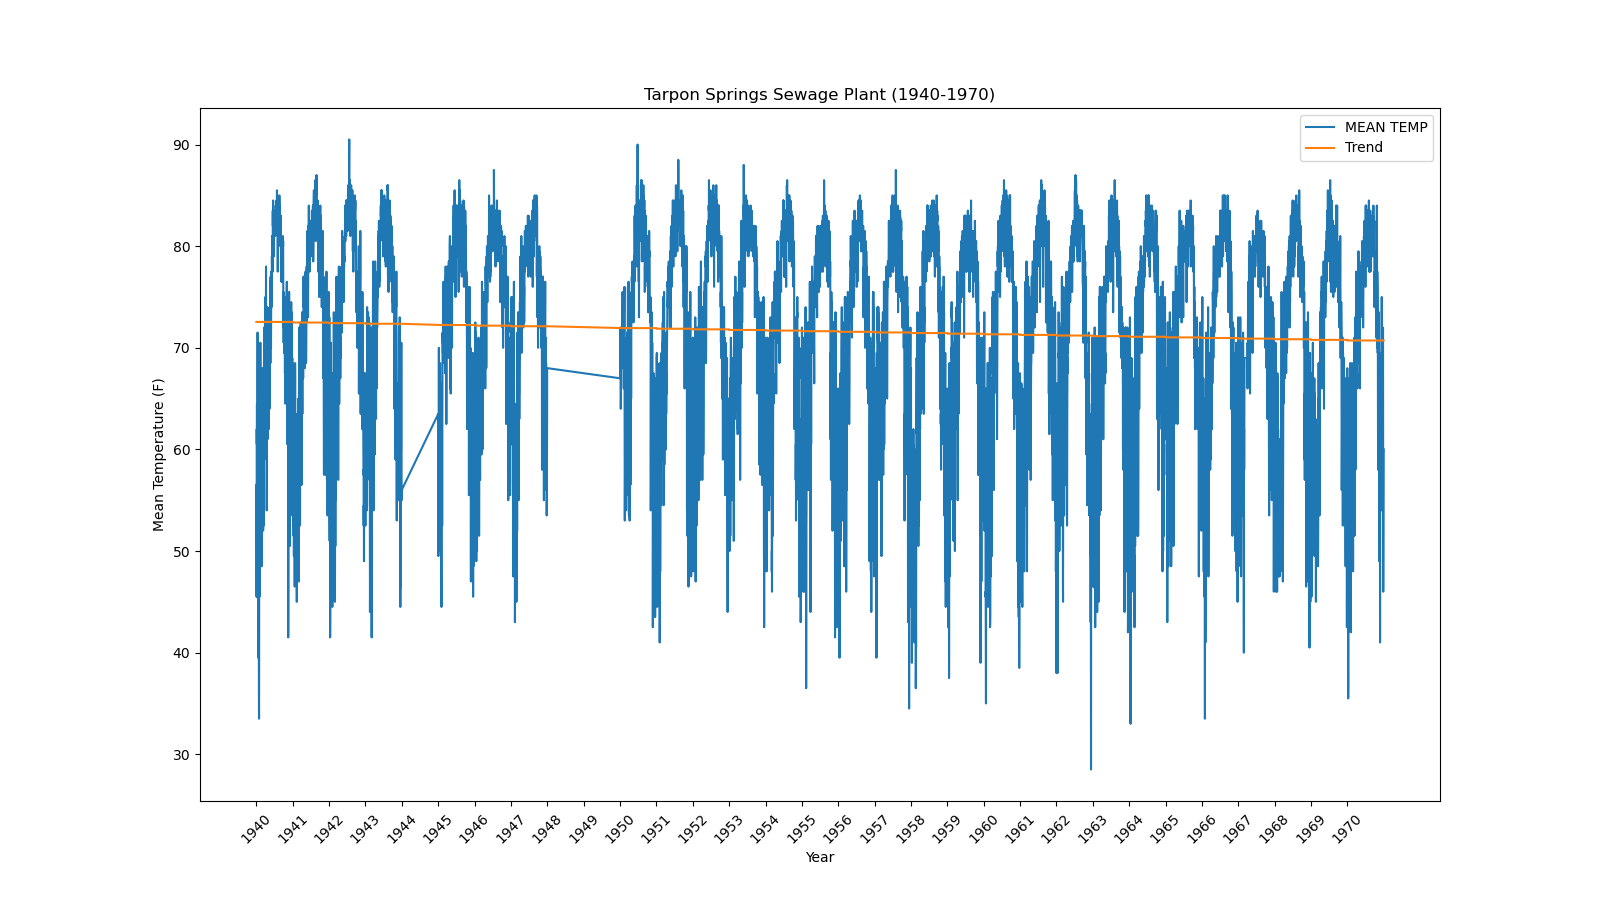 Tarpon Springs Sewage Plant (1940-1970)
MEAN TEMP
Trend
90
80
70
60
50
40
30
Mean Temperature (F)
1940 1941 1942 1943 1944 1945 1946 1947 1948 1949 1950 1951 1952 1953 1954 1955 1956 1957 1958 1959 1960 1961 1962 1963 1964 1965 1966 1967 1968 1969 1970
Year